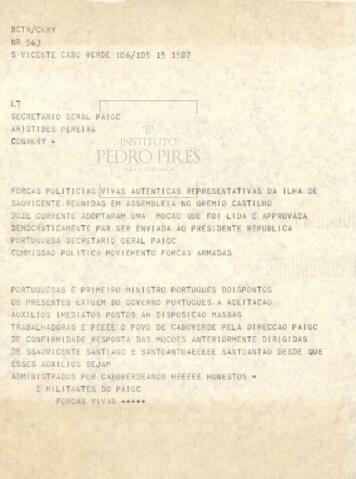 BCTR/CKRY
NR 563
S VICENTE CABO VERDE 106/105 15 1527
LT
SECRETARIO GERAL PAIGC
ARISTIDES PEREIRA
CONAKRY =
INSTITUTO
PEDRO PIRES
PARA A LIDERANÇA
FORCAS POLITICIAS VIVAS AUTENTICAS REPRESENTATIVAS DA ILHA DE
SAOVICENTE REUNIDAS EM ASSEMBLEIA NO GREMIO CASTILHO
DOZE CORRENTE ADOPTARAM UMA MOCAO QUE FOI LIDA E APROVADA
DEMOCRATICAMENTE PAR SER ENVIADA AO PRESIDENTE REPUBLICA
PORTUGUESA SECRETARIO GERAL PAIGC
COMMISSAO POLITICA MOVIEMENTO FORCAS ARMADAS
PORTUGUESAS E PRIMEIRO MINISTRO PORTUGUES DOISPONTOS
OS PRESENTES EXIGEM DO GOVERNO PORTUGUES A ACEITACAO
AUXILIOS IMEDIATOS POSTOS AH DISPOSICAO MASSAS
TRABALHADORAS E PEEEE O POVO DE CABOVERDE PELA DIRECCAO PAIGC
DE CONFIRMIDADE RESPOSTA DAS MOCOES ANTERIORMENTE DIRIGIDAS
DE SSAOVICENTE SANTIAGO E SANTOANTOAEEEEE SANTOANTAO DESDE QUE
ESSES AUXILIOS SEJAM
ADMINISTRADOS POR CABOVERDEANOS HEEEEE HONESTOS =
E MILITANTES DO PAIGC
FORCAS VIVAS +++++